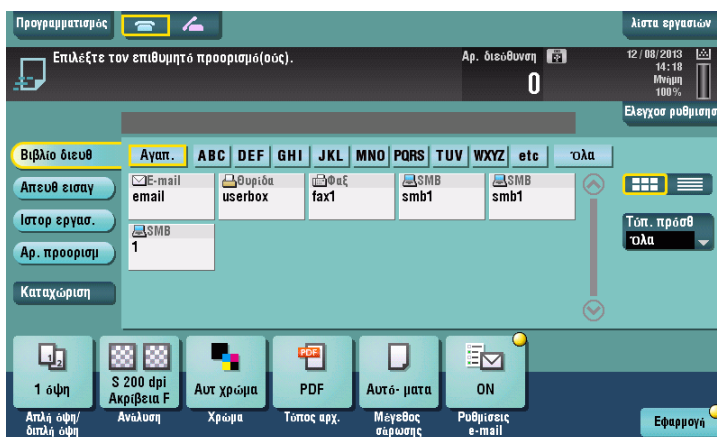 Προγραμματισμός
λίστα εργασιών
Επιλέξτε τον επιθυμητό προορισμό(ούς).
Αρ. διεύθυνση
0
12/08/2013
14:18
Μνήμη
100%
Ελεγχοσ ρυθμιση
Βιβλίο διευθ
Αγαπ. ABC DEF GHI JKL MNO PQRS TUV WXYZ etc Όλα
Απευθ εισαγ
Ιστορ εργασ.
Αρ. προορισμ
Καταχώριση
E-mail Θυρίδα Φαξ SMB SMB
email userbox fax1 smb1 smb1
SMB
1
Τύπ. πρόσθ
Όλα
1 όψη
S 200 dpi
Ακρίβεια F
Αυτ χρώμα
PDF
Αυτό- ματα
ON
Απλή όψη/
διπλή όψη
Ανάλυση
Χρώμα
Τύπος αρχ.
Μέγεθος
σάρωσης
Ρυθμίσεις
e-mail
Εφαρμογή